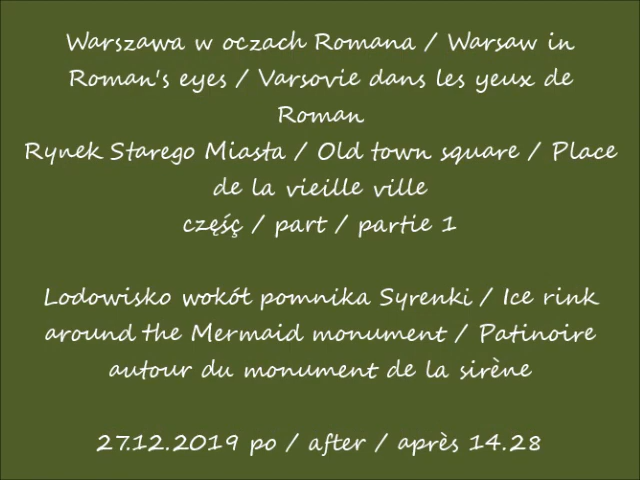 Warszawa w oczach Romana / Warsaw in
Roman's eyes / Varsovie dans les yeux de
Roman
Rynek Starego Miasta / Old town square / Place
de la vieille ville
częśç / part / partie 1
Lodowisko wokół pomnika Syrenki / Ice rink
around the Mermaid monument / Patinoire
autour du monument de la sirène
27.12.2019 po / after / après 14.28